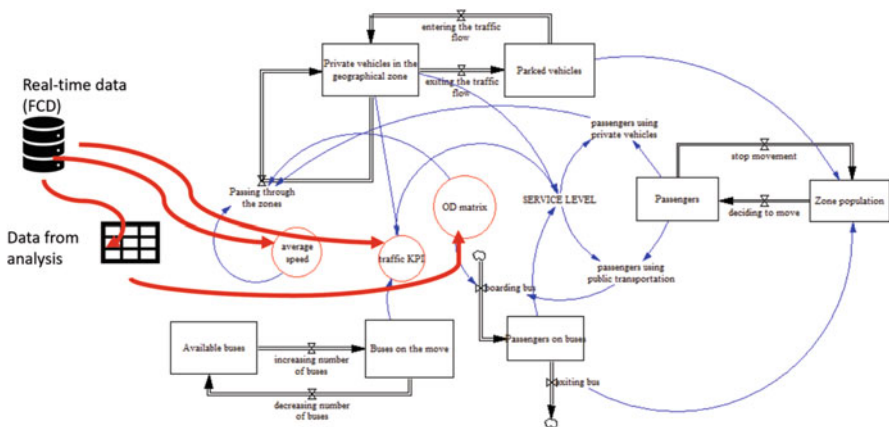 entering the traffic
flow
Private vehicles in the
geographical zone
Parked vehicles
exiting the traffic
flow
Real-time data
(FCD)
passengers using
private vehicles
stop movement
Passing through
the zones
OD matrix
SERVICE LEVEL
Passengers
Zone population
deciding to move
Data from
analysis
average
speed
traffic KPI
passengers using
public transportation
boarding bus
Available buses
increasing number
of buses
Buses on the move
Passengers on buses
decreasing number
of buses
exiting bus